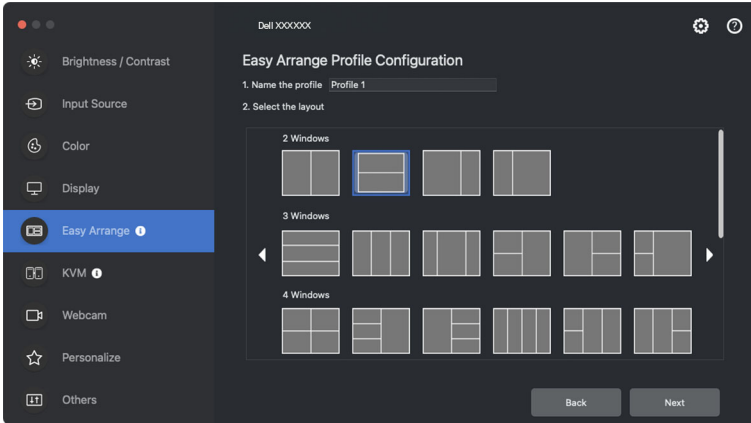 Dell XXXXXX
Brightness / Contrast
Input Source
Color
Display
Easy Arrange
KVM
Webcam
Personalize
Others
Easy Arrange Profile Configuration
1. Name the profile Profile 1
2. Select the layout
2 Windows
3 Windows
4 Windows
Back
Next